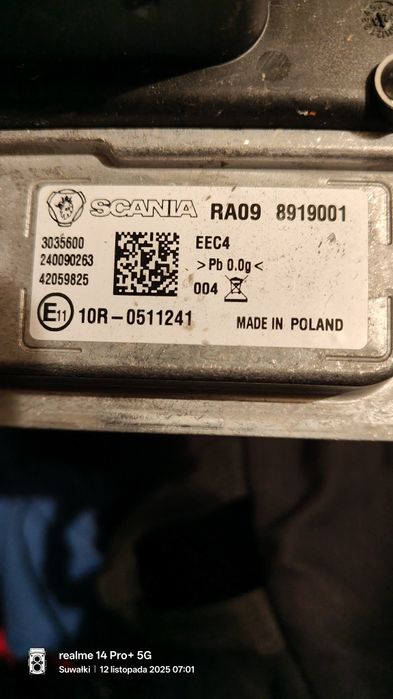 SCANIA RA09 8919001
3035600 EEC4
240090263 >Pb 0.0g<
42059825 004
E11 10R-0511241 MADE IN POLAND
realme 14 Pro+ 5G
Suwałki | 12 listopada 2025 07:01